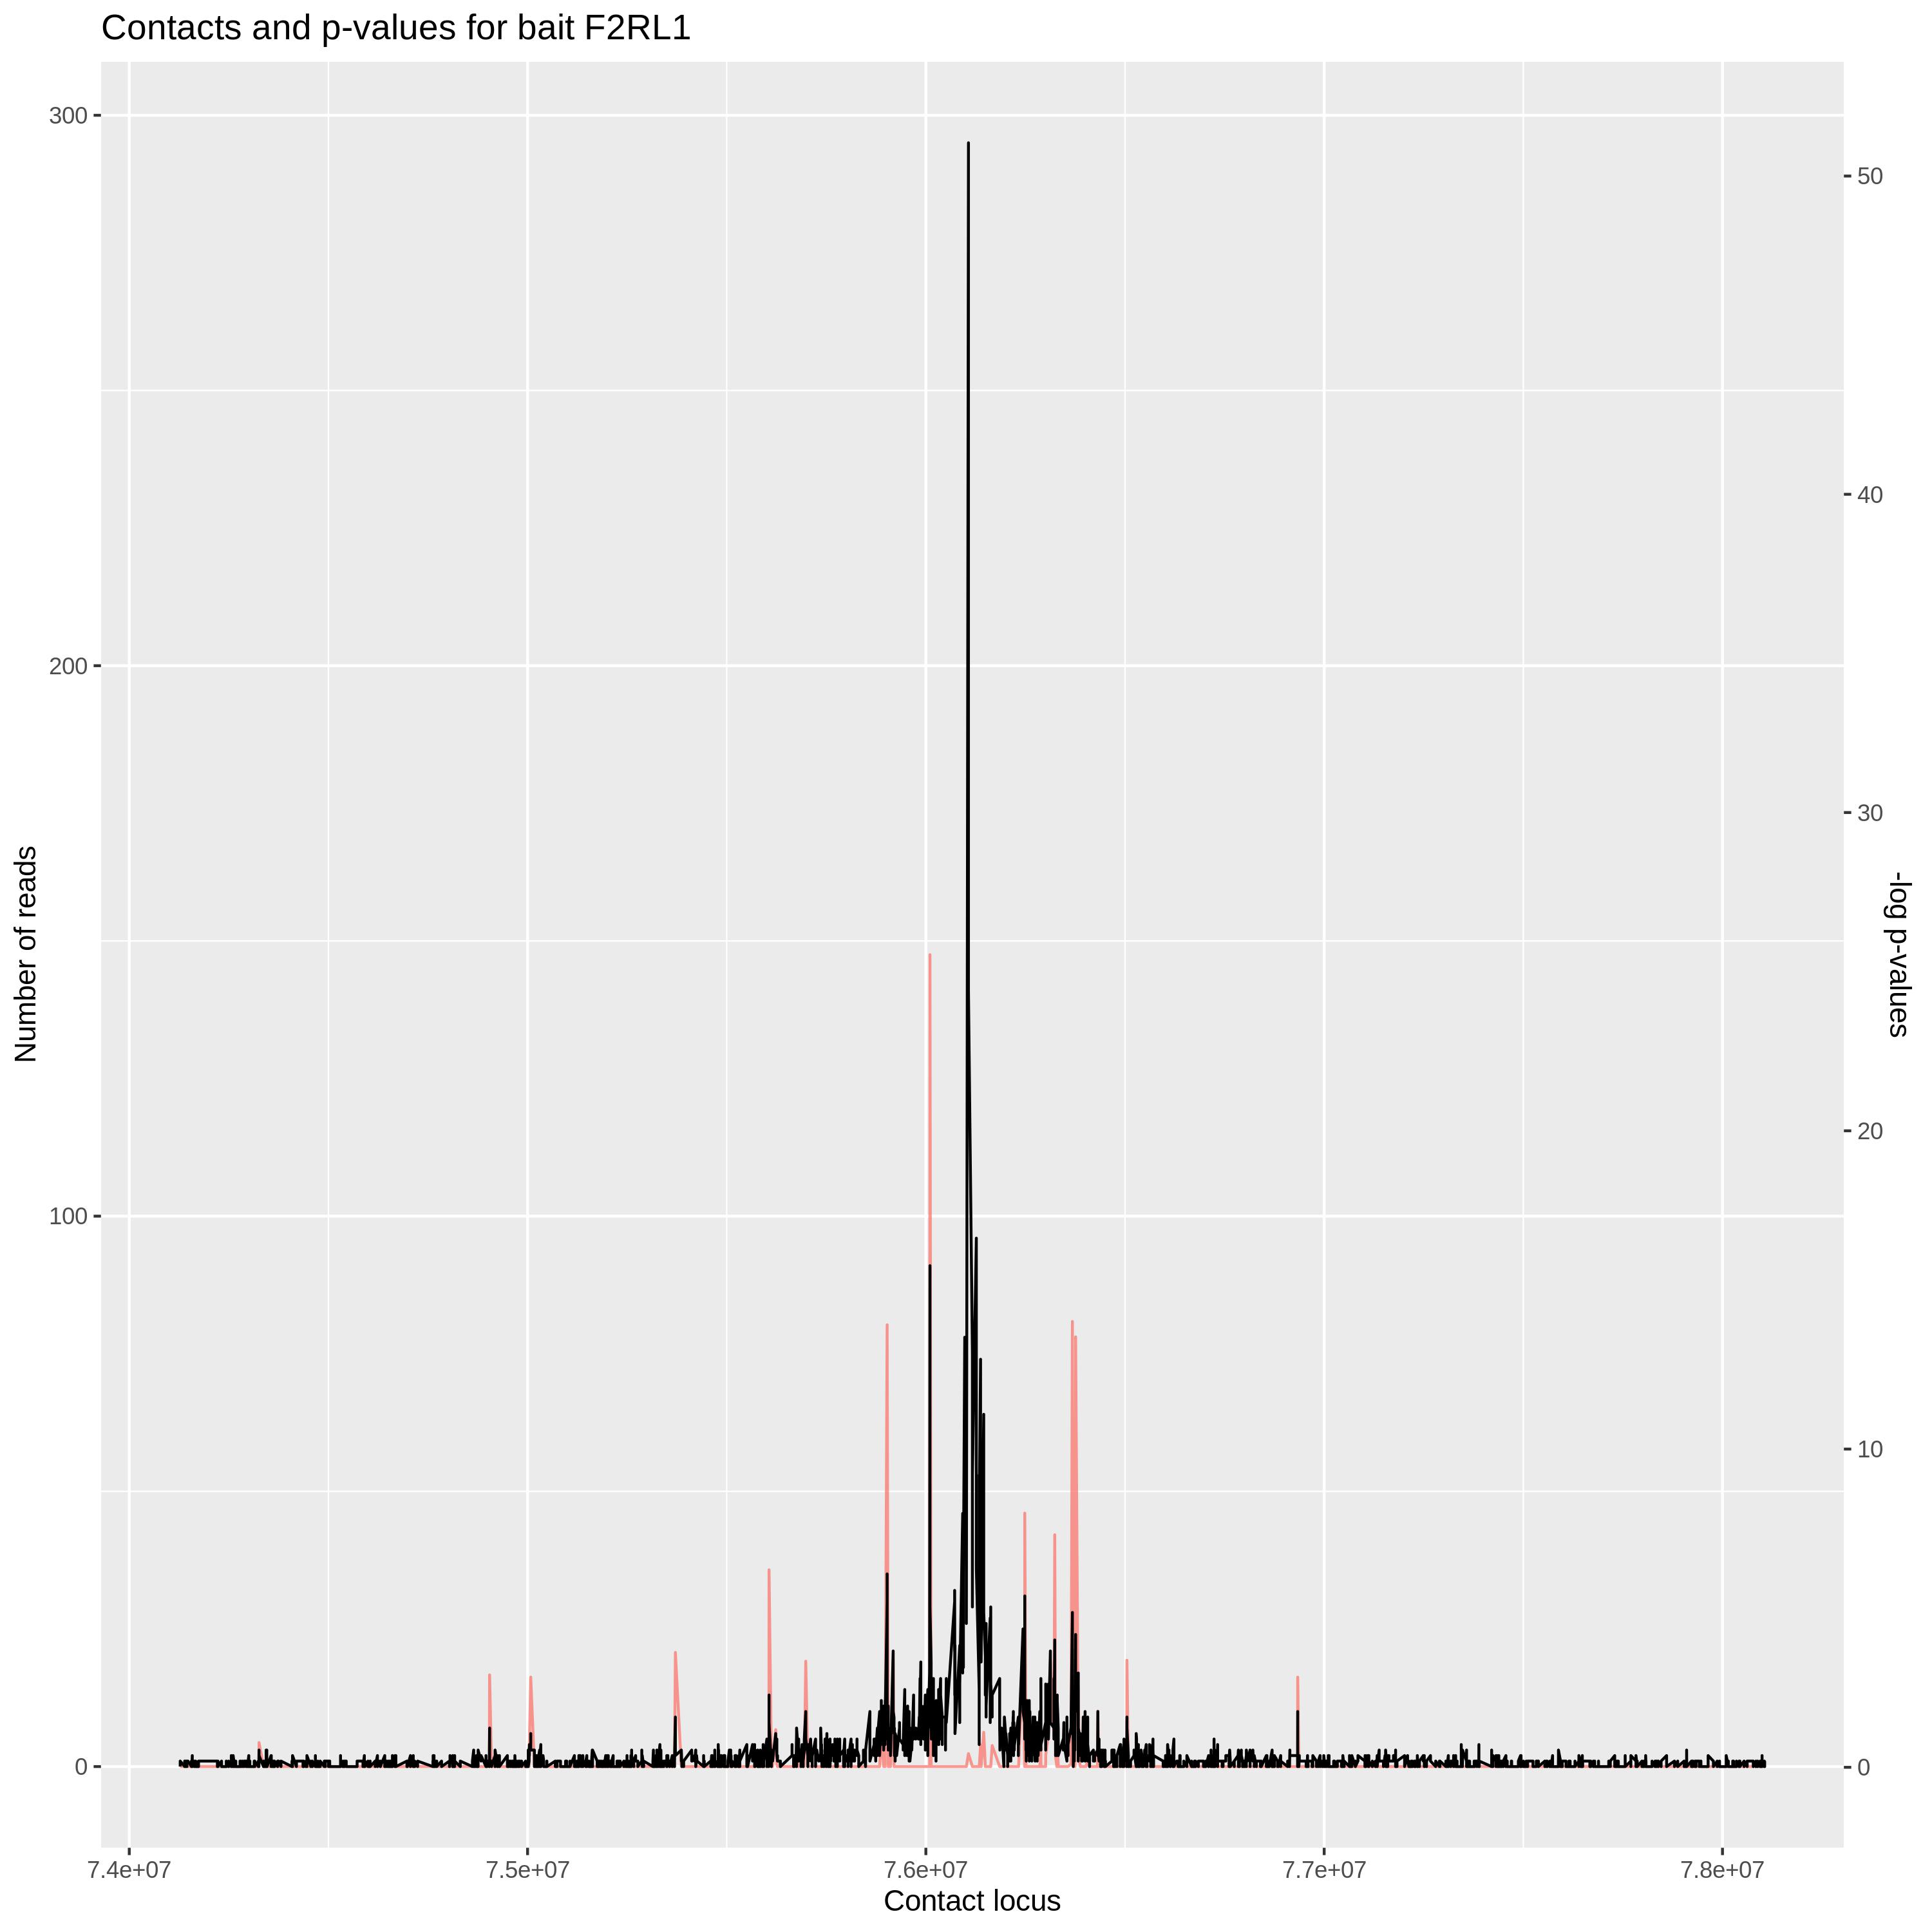 Contacts and p-values for bait F2RL1
300
200
100
0
Number of reads
50
40
30
20
10
0
-log p-values
7.4e+07
7.5e+07
7.6e+07
7.7e+07
7.8e+07
Contact locus